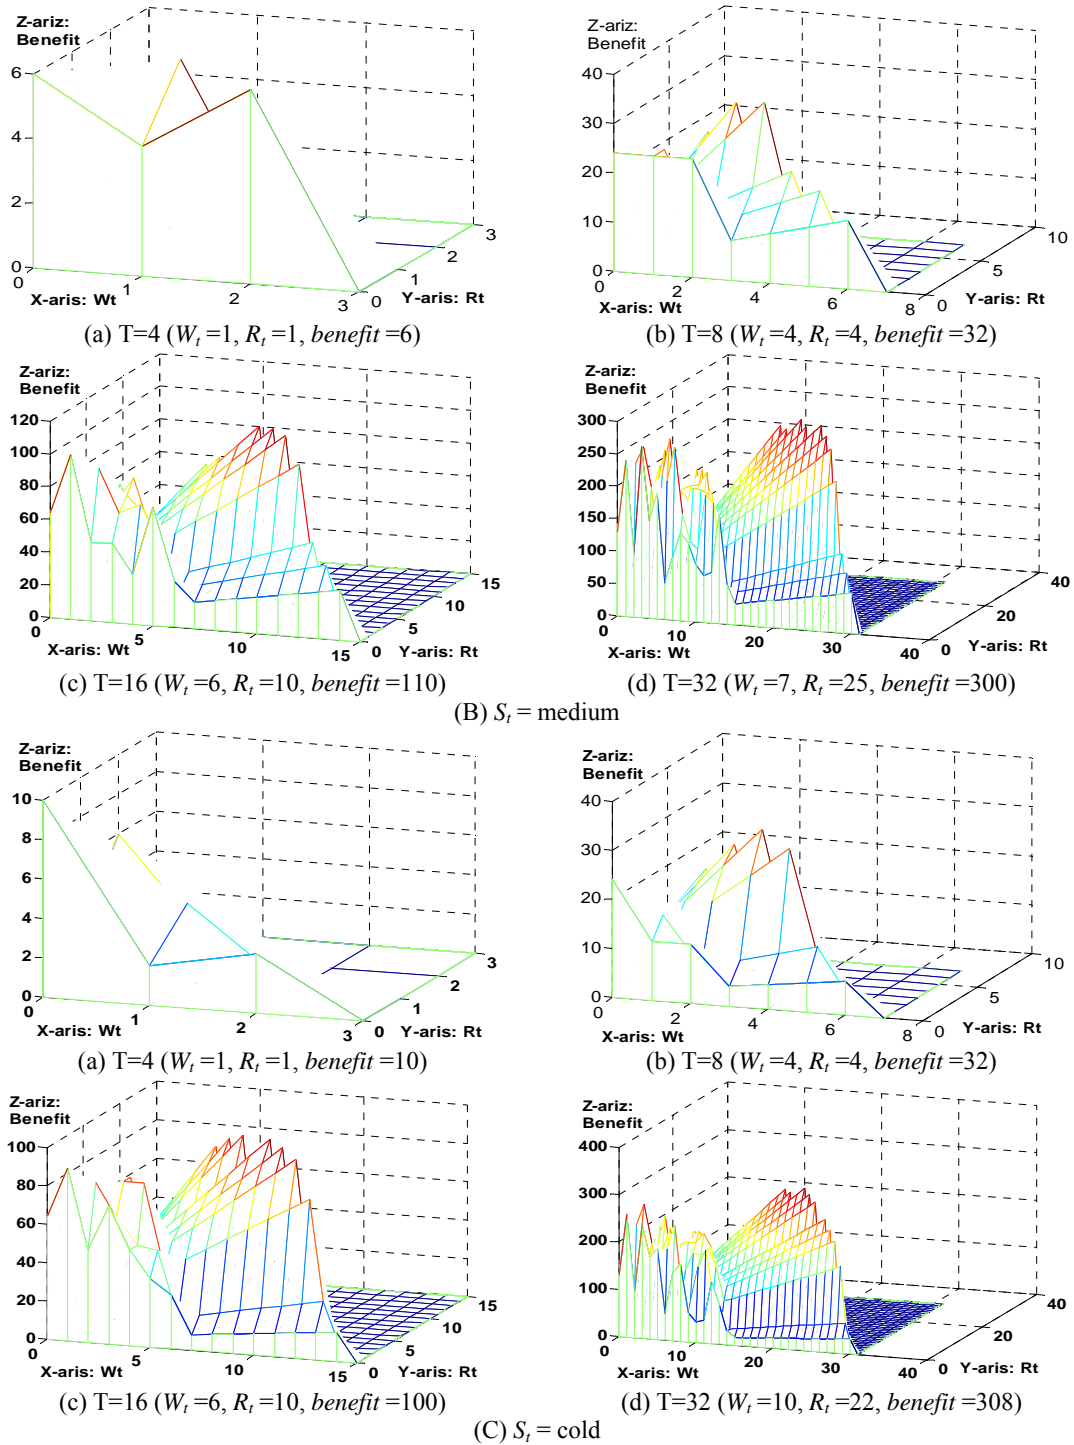 Z-ariz:
Benefit
6
4
2
0
0
1
2
3
0
1
2
3
X-aris: Wt
Y-aris: Rt
(a) T=4 (Wt =1, Rt =1, benefit =6)
Z-ariz:
Benefit
40
30
20
10
0
0
2
4
6
8
0
5
10
X-aris: Wt
Y-aris: Rt
(b) T=8 (Wt =4, Rt =4, benefit =32)
Z-ariz:
Benefit
120
100
80
60
40
20
0
0
5
10
15
0
5
10
15
X-aris: Wt
Y-aris: Rt
(c) T=16 (Wt =6, Rt =10, benefit =110)
Z-ariz:
Benefit
300
250
200
150
100
50
0
0
10
20
30
40
0
20
40
X-aris: Wt
Y-aris: Rt
(d) T=32 (Wt =7, Rt =25, benefit =300)
(B) St = medium
Z-ariz:
Benefit
10
8
6
4
2
0
0
1
2
3
0
1
2
3
X-aris: Wt
Y-aris: Rt
(a) T=4 (Wt =1, Rt =1, benefit =10)
Z-ariz:
Benefit
40
30
20
10
0
0
2
4
6
8
0
5
10
X-aris: Wt
Y-aris: Rt
(b) T=8 (Wt =4, Rt =4, benefit =32)
Z-ariz:
Benefit
100
80
60
40
20
0
0
5
10
15
0
5
10
15
X-aris: Wt
Y-aris: Rt
(c) T=16 (Wt =6, Rt =10, benefit =100)
Z-ariz:
Benefit
400
300
200
100
0
0
10
20
30
40
0
20
40
X-aris: Wt
Y-aris: Rt
(d) T=32 (Wt =10, Rt =22, benefit =308)
(C) St = cold